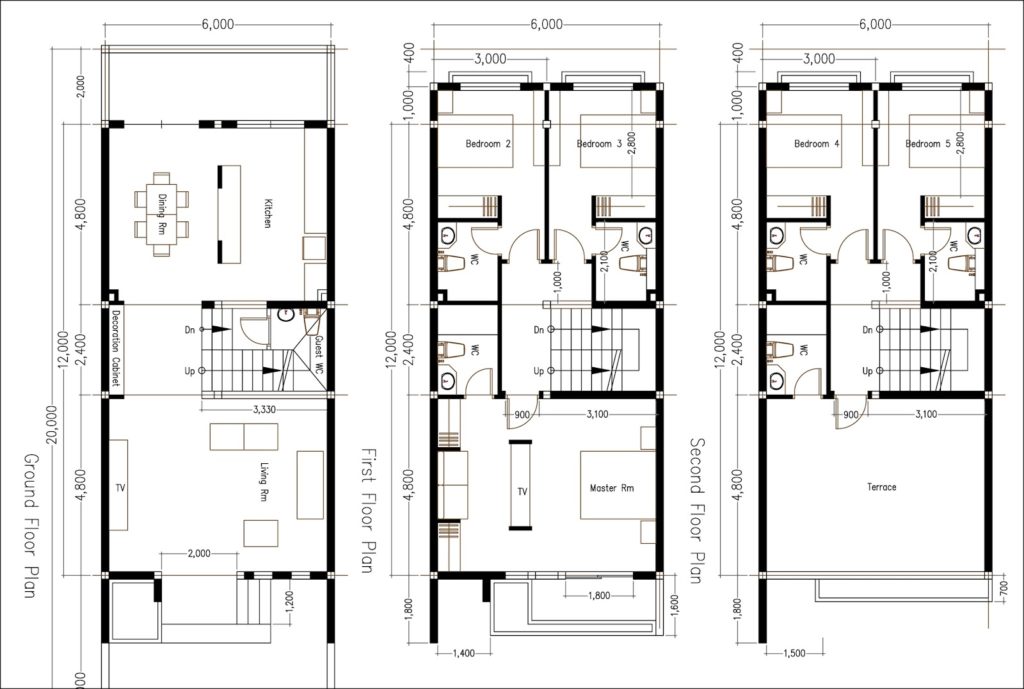 6,000
2,000
4,800
12,000
2,400
20,000
4,800
Dining Rm
Kitchen
Decoration Cabinet
Dn
Up
Guest WC
3,330
Living Rm
TV
2,000
1,200
Ground Floor Plan
6,000
3,000
400
1,000
4,800
12,000
2,400
4,800
Bedroom 2
Bedroom 3
2,800
WC
WC
2,100
1,000
Dn
Up
WC
900
3,100
TV
Master Rm
1,800
1,800
1,600
1,400
First Floor Plan
6,000
3,000
400
1,000
4,800
12,000
2,400
4,800
Bedroom 4
Bedroom 5
2,800
WC
WC
2,100
1,000
Dn
Up
WC
900
3,100
Terrace
1,800
700
1,500
Second Floor Plan